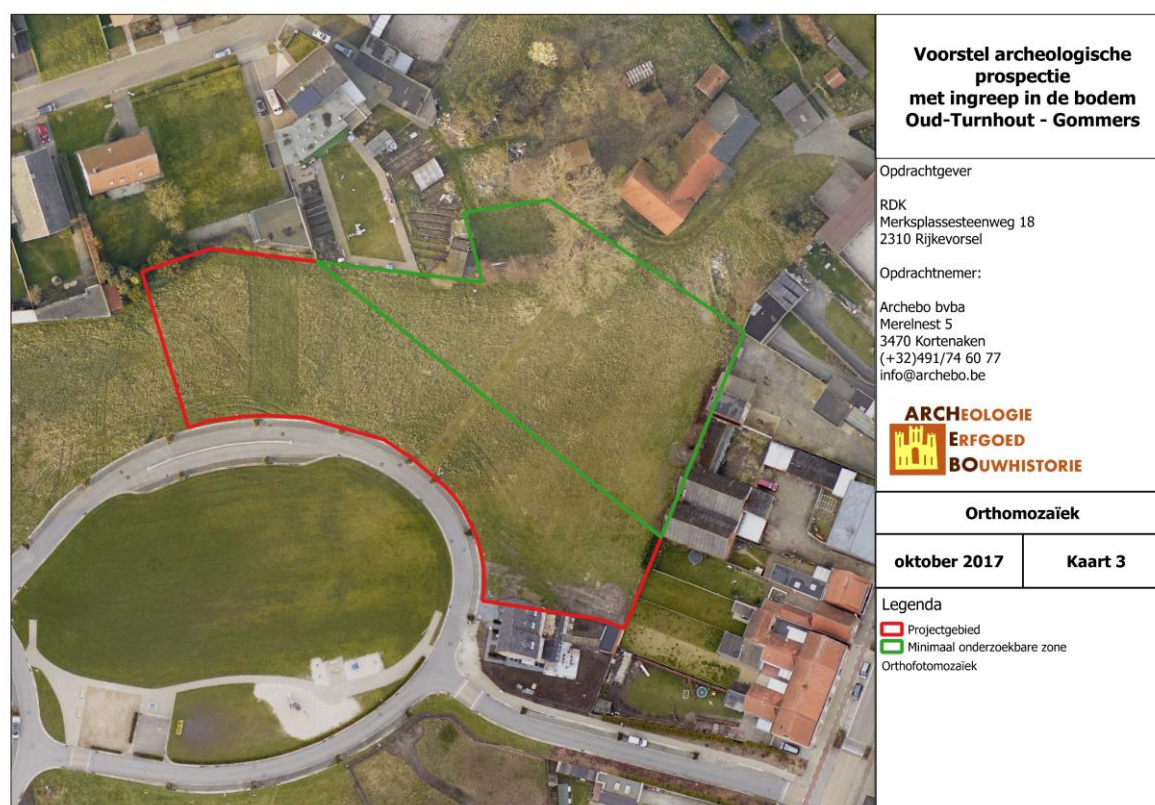 Voorstel archeologische
prospectie
met ingreep in de bodem
Oud-Turnhout - Gommers
Opdrachtgever
RDK
Merksplassesteenweg 18
2310 Rijkevorsel
Opdrachtnemer:
Archebo bvba
Merelnest 5
3470 Kortenaken
(+32)491/74 60 77
info@archebo.be
ARCHEOLOGIE
ERFGOED
BOUWHISTORIE
Orthomozaïek
oktober 2017 Kaart 3
Legenda
Projectgebied
Minimaal onderzoekbare zone
Orthofotomozaïek